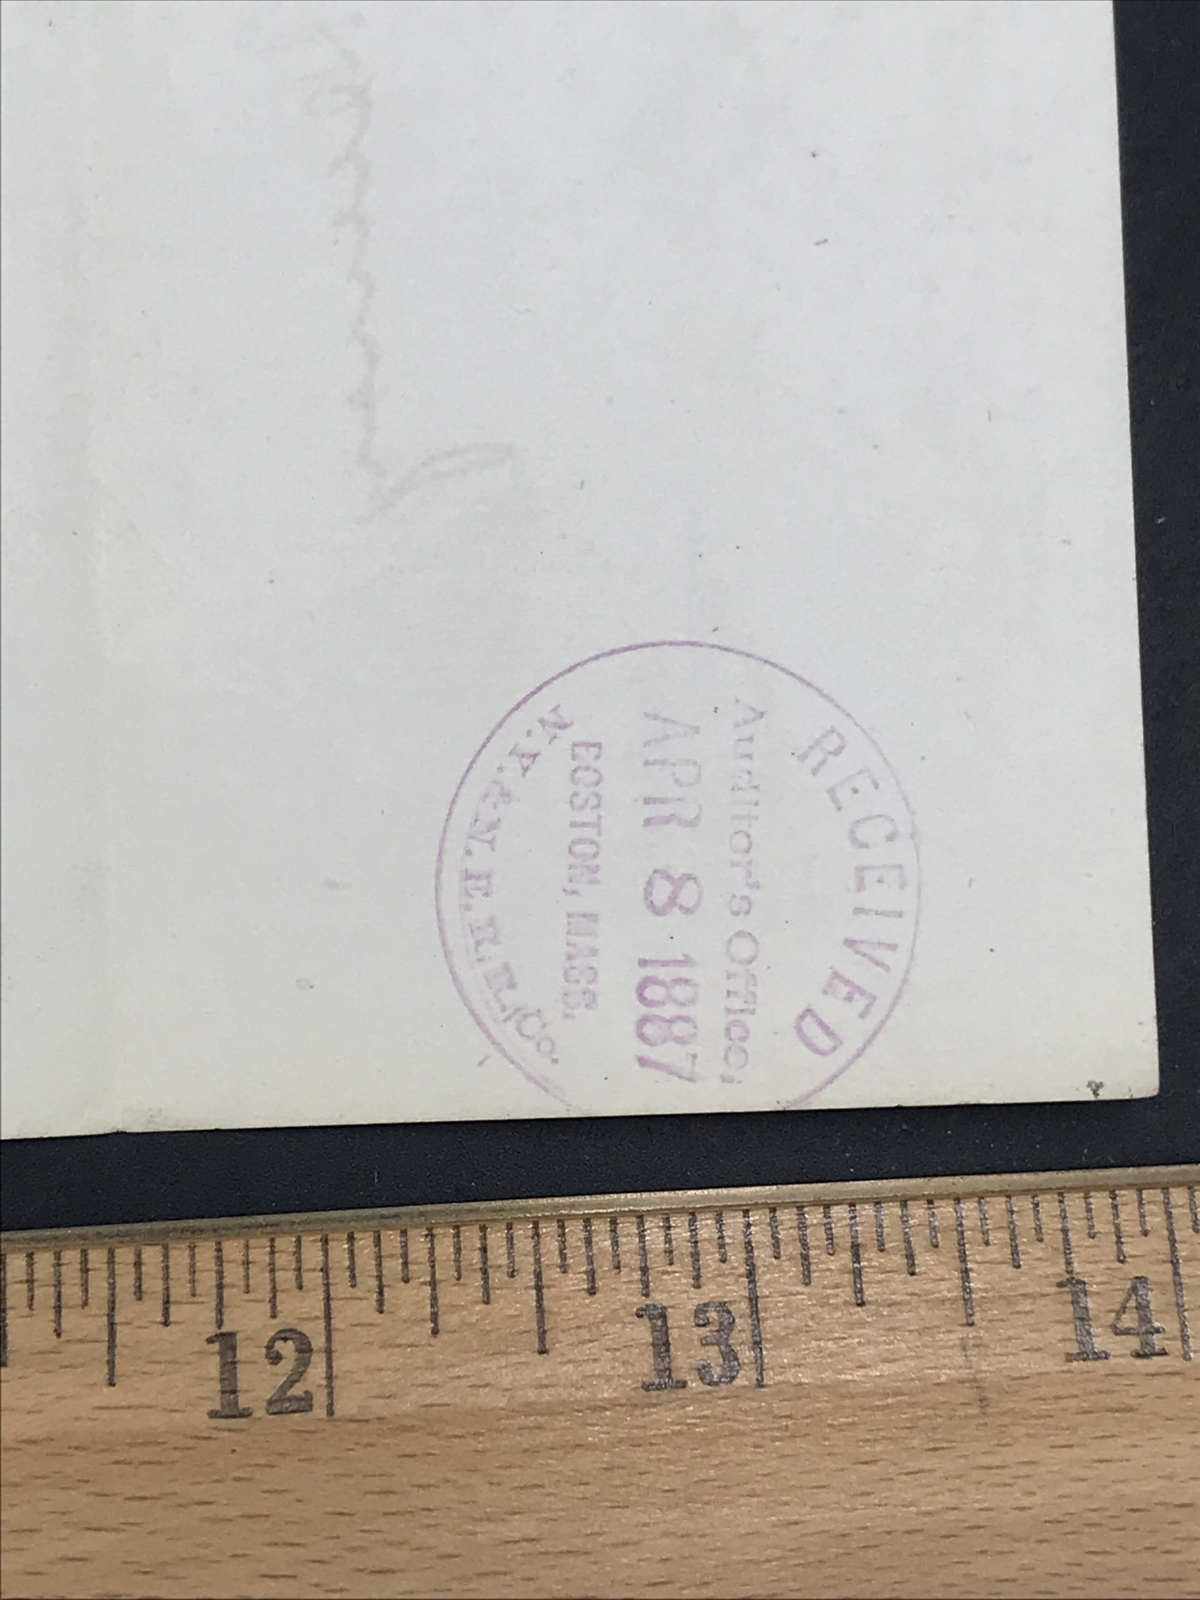 RECEIVED
Auditor's Office,
APR 8 1887
BOSTON, MASS.
N.Y. & N.E.R.R. Co.
12 13 14